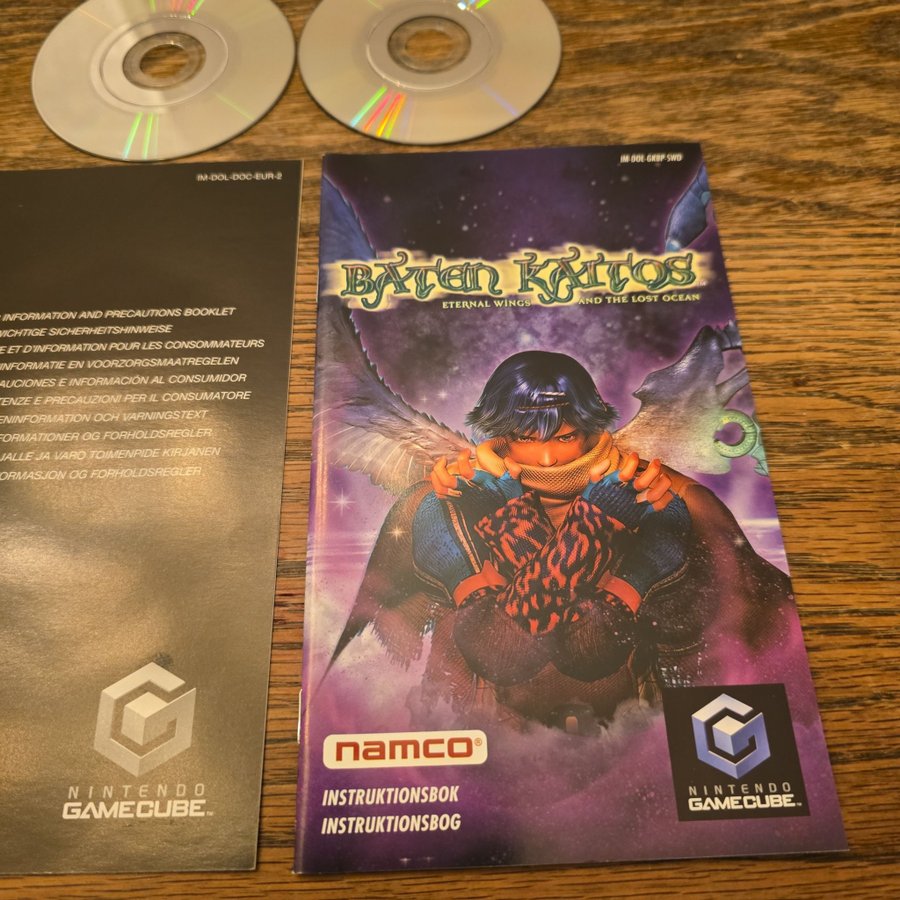 IM-DOL-DOC-EUR-2
INFORMATION AND PRECAUTIONS BOOKLET
WICHTIGE SICHERHEITSHINWEISE
E ET D'INFORMATION POUR LES CONSOMMATEURS
INFORMATIE EN VOORZORGSMAATREGELEN
AUCIONES E INFORMACIÓN AL CONSUMIDOR
TENZE E PRECAUZIONI PER IL CONSUMATORE
ENINFORMATION OCH VARNINGSTEXT
FORMATIONER OG FORHOLDSREGLER
JALLE JA VARO TOIMENPIDE KIRJANEN
ORMASJON OG FORHOLDSREGLER
NINTENDO
GAMECUBE™
IM-DOL-GKBP-SWD
BATEN KAITOS
ETERNAL WINGS AND THE LOST OCEAN
namco®
INSTRUKTIONSBOK
INSTRUKTIONSBOG
NINTENDO
GAMECUBE™